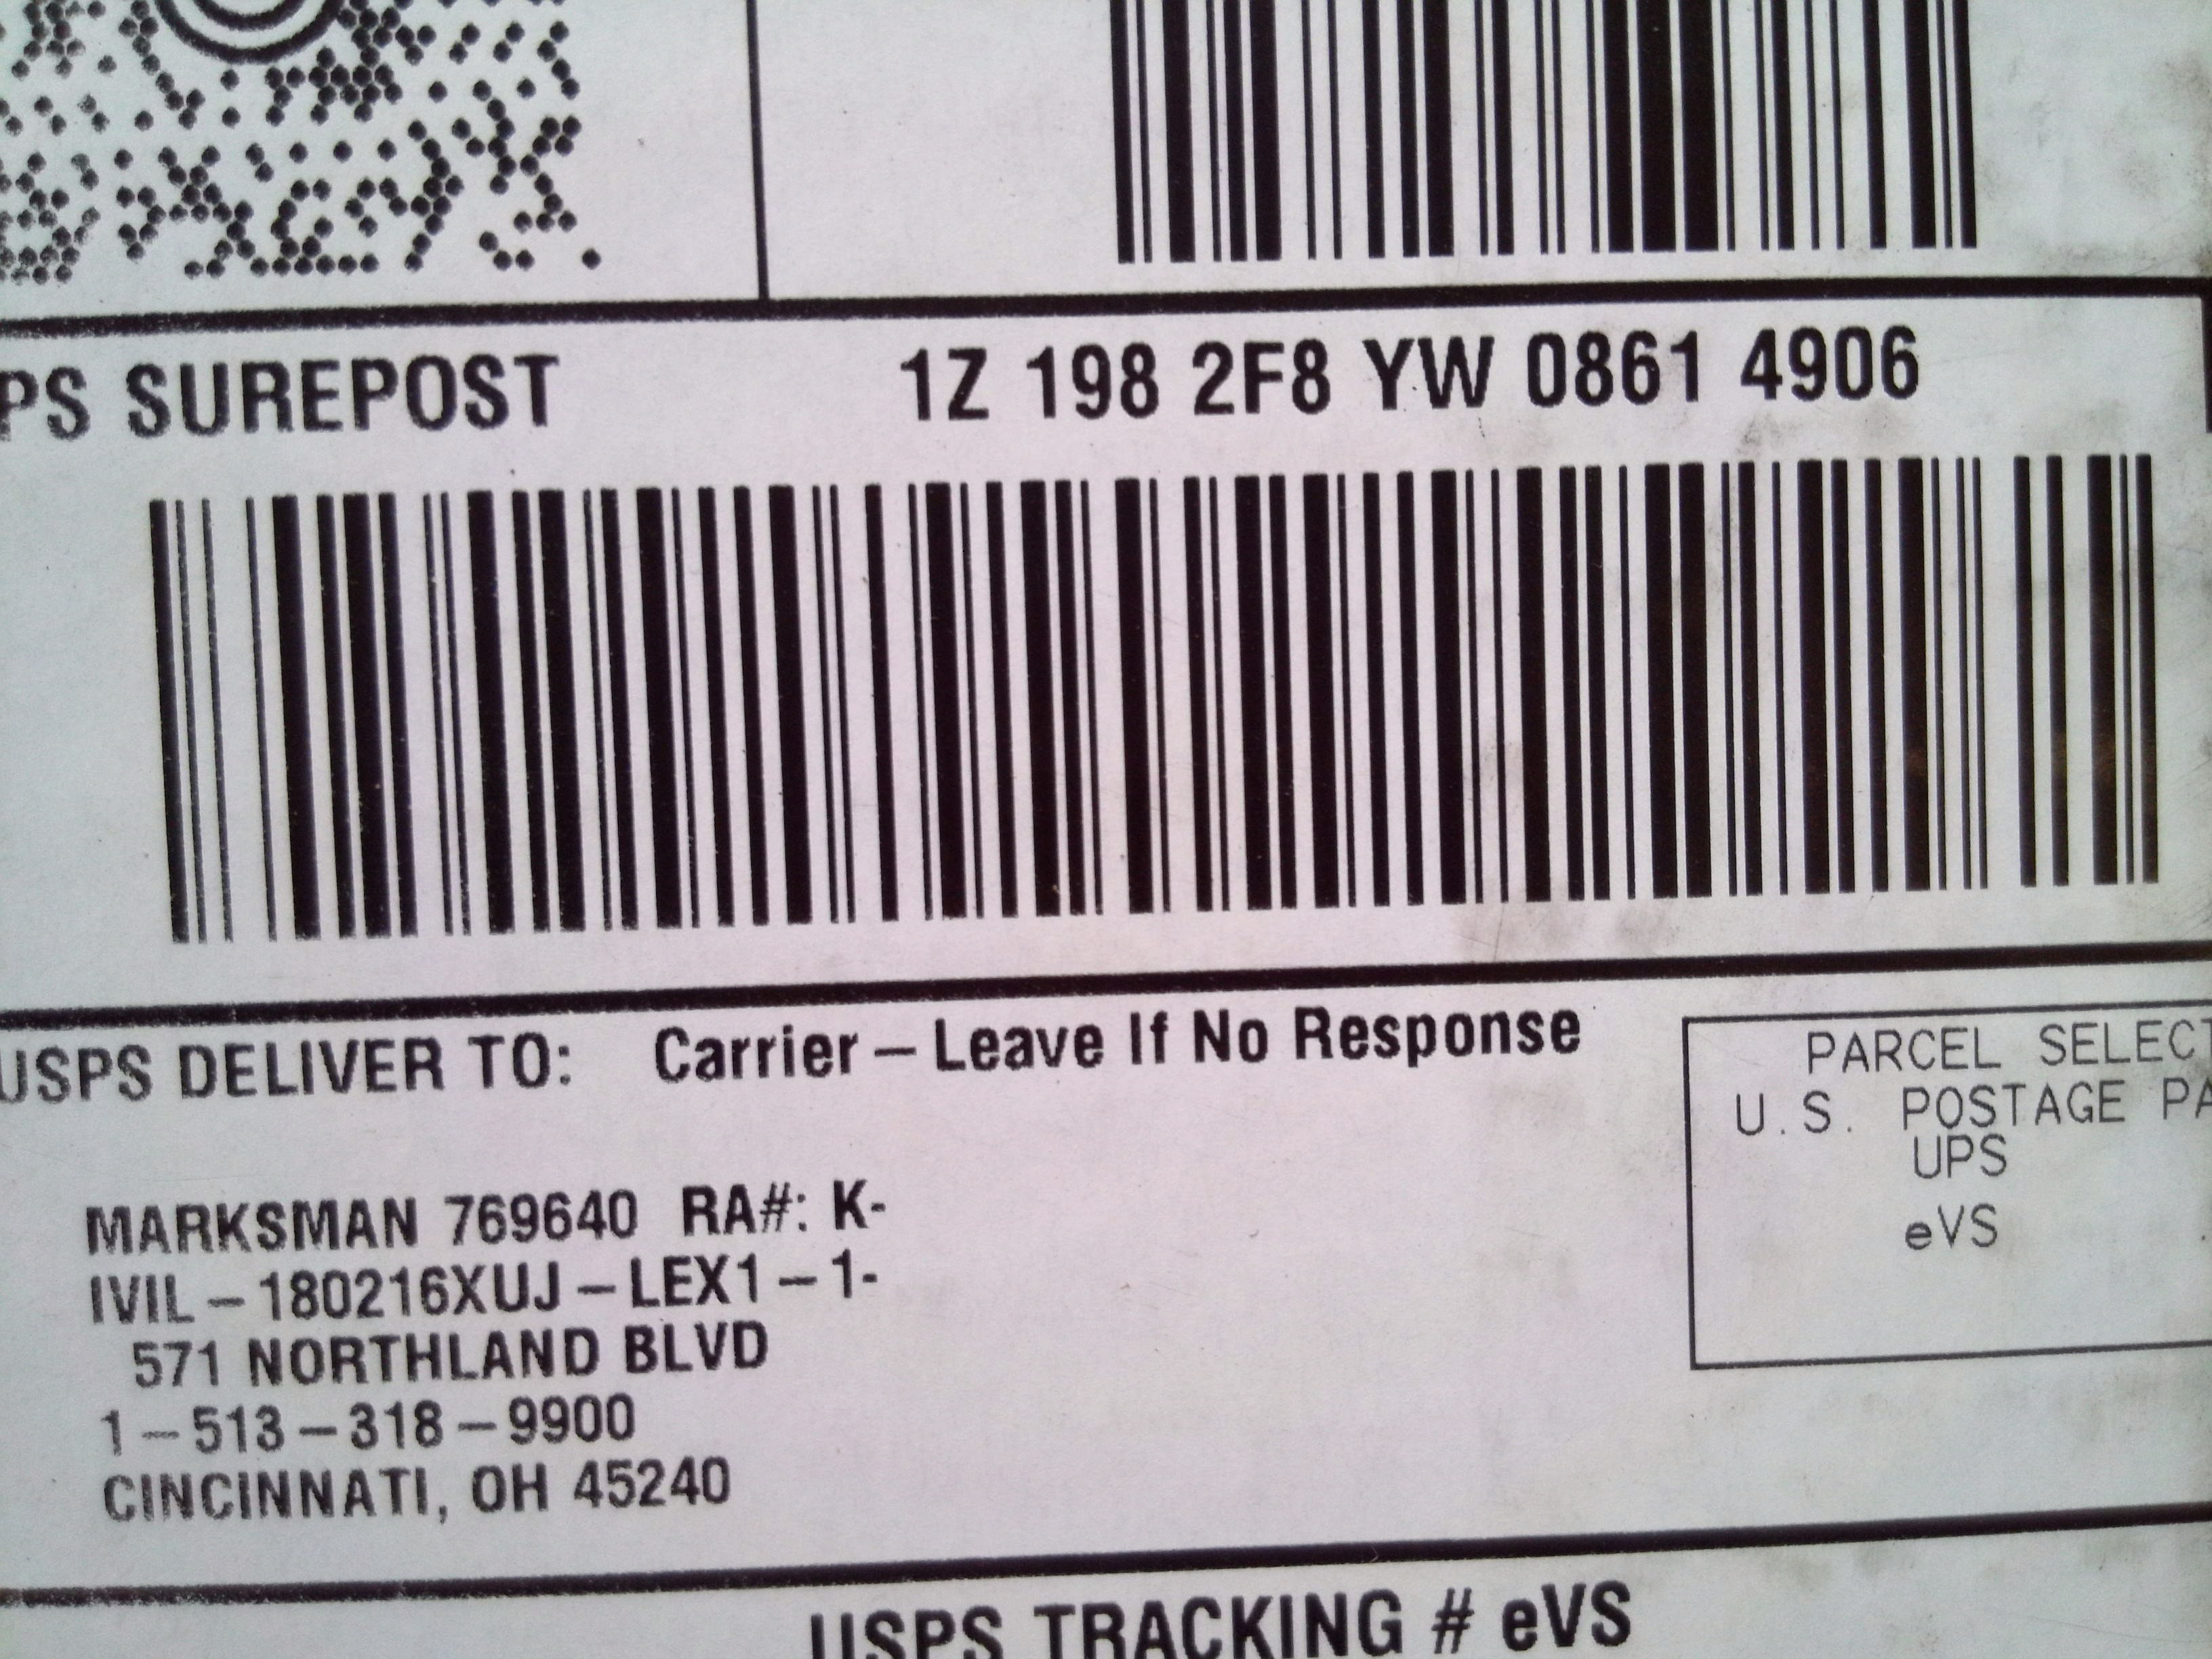 PS SUREPOST 1Z 198 2F8 YW 0861 4906
USPS DELIVER TO: Carrier – Leave If No Response
PARCEL SELECT
U.S. POSTAGE PA
UPS
eVS
MARKSMAN 769640 RA#: K-
IVIL – 180216XUJ – LEX1 – 1-
571 NORTHLAND BLVD
1 – 513 – 318 – 9900
CINCINNATI, OH 45240
USPS TRACKING # eVS